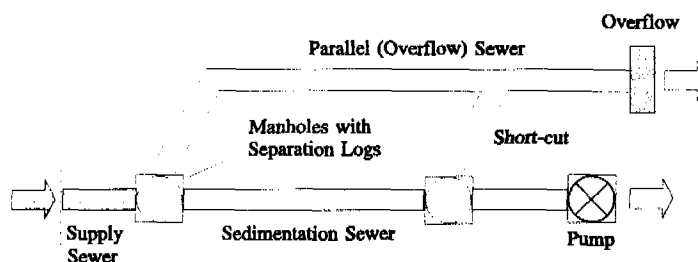 Overflow
Parallel (Overflow) Sewer
Manholes with
Separation Logs
Short-cut
Supply
Sewer
Sedimentation Sewer
Pump